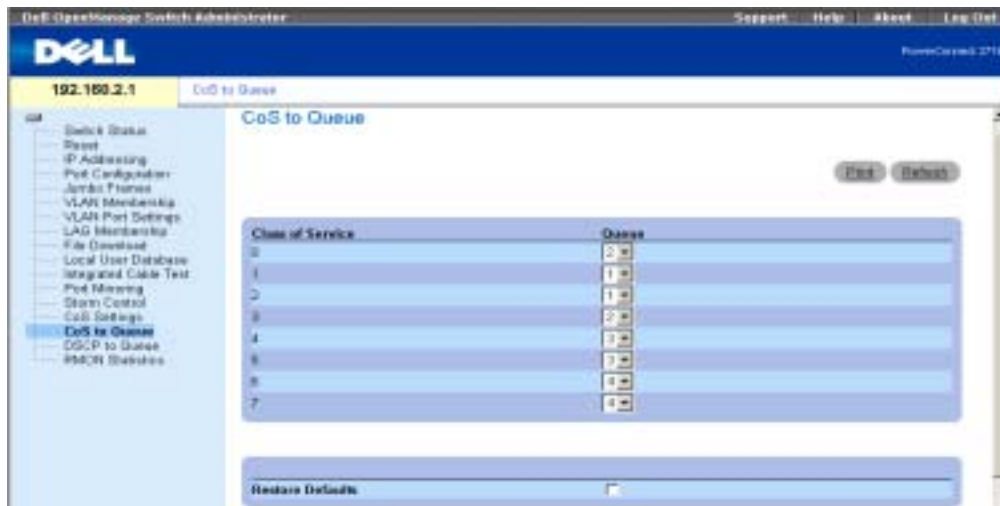 Dell OpenManage Switch Administrator
Support Help About Log Out
DELL
PowerConnect 271
192.168.2.1
CoS to Queue
Switch Status
Reset
IP Addressing
Port Configuration
Jumbo Frames
VLAN Membership
VLAN Port Settings
LAG Membership
File Download
Local User Database
Integrated Cable Test
Port Mirroring
Storm Control
CoS Settings
CoS to Queue
DSCP to Queue
RMON Statistics
CoS to Queue
Print Refresh
Class of Service Queue
0 2
1 1
2 1
3 2
4 3
5 3
6 4
7 4
Restore Defaults